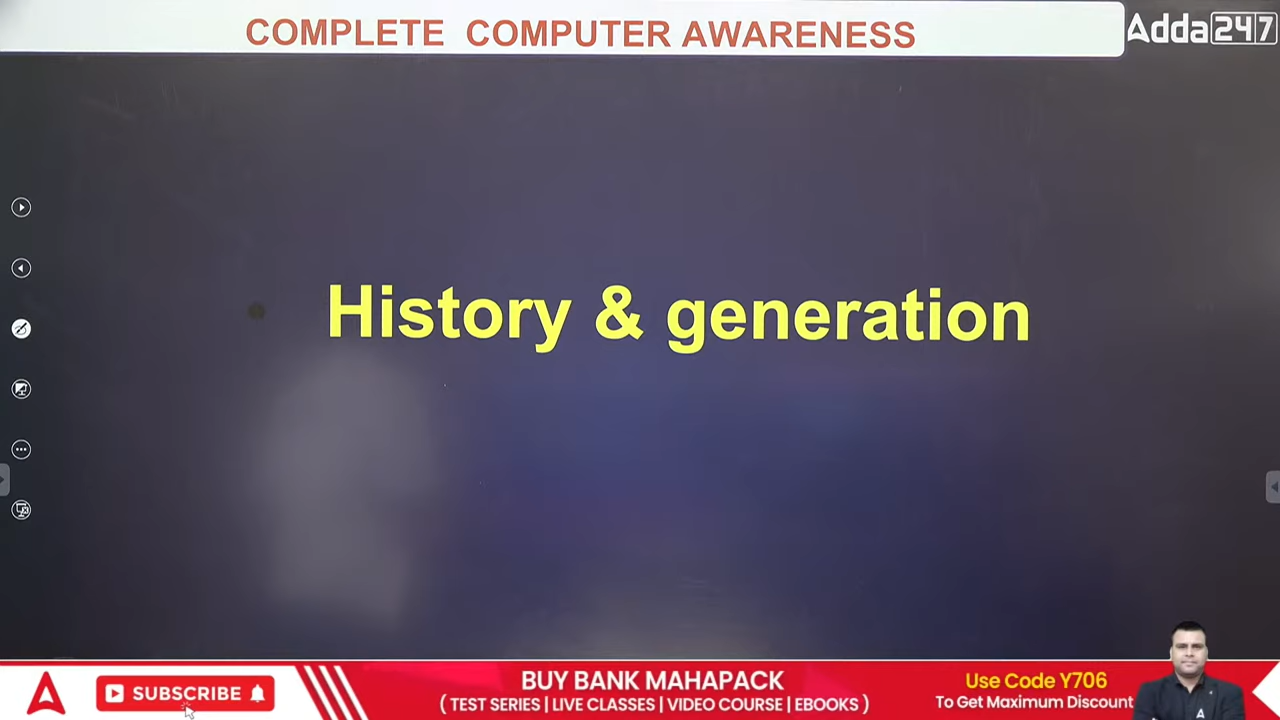 COMPLETE COMPUTER AWARENESS
Adda247
History & generation
SUBSCRIBE
BUY BANK MAHAPACK
( TEST SERIES | LIVE CLASSES | VIDEO COURSE | EBOOKS )
Use Code Y706
To Get Maximum Discount